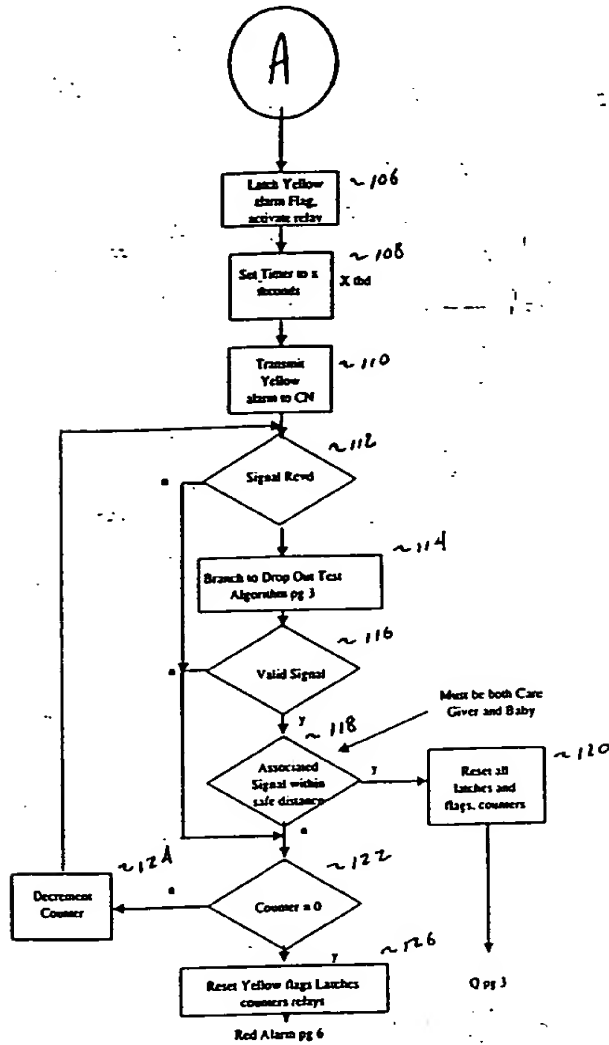 A
Latch Yellow
alarm Flag,
activate relay
~106
Set Timer to x
seconds
~108
X tbd
Transmit
Yellow
alarm to CN
~110
Signal Rcvd
~112
n
Branch to Drop Out Test
Algorithm pg 3
~114
Valid Signal
~116
n
y
Must be both Care
Giver and Baby
~118
Associated
Signal within
safe distance
y
n
Reset all
latches and
flags, counters
~120
Q pg 3
Counter = 0
~122
n
y
Decrement
Counter
~124
Reset Yellow flags Latches
counters relays
~126
Red Alarm pg 6